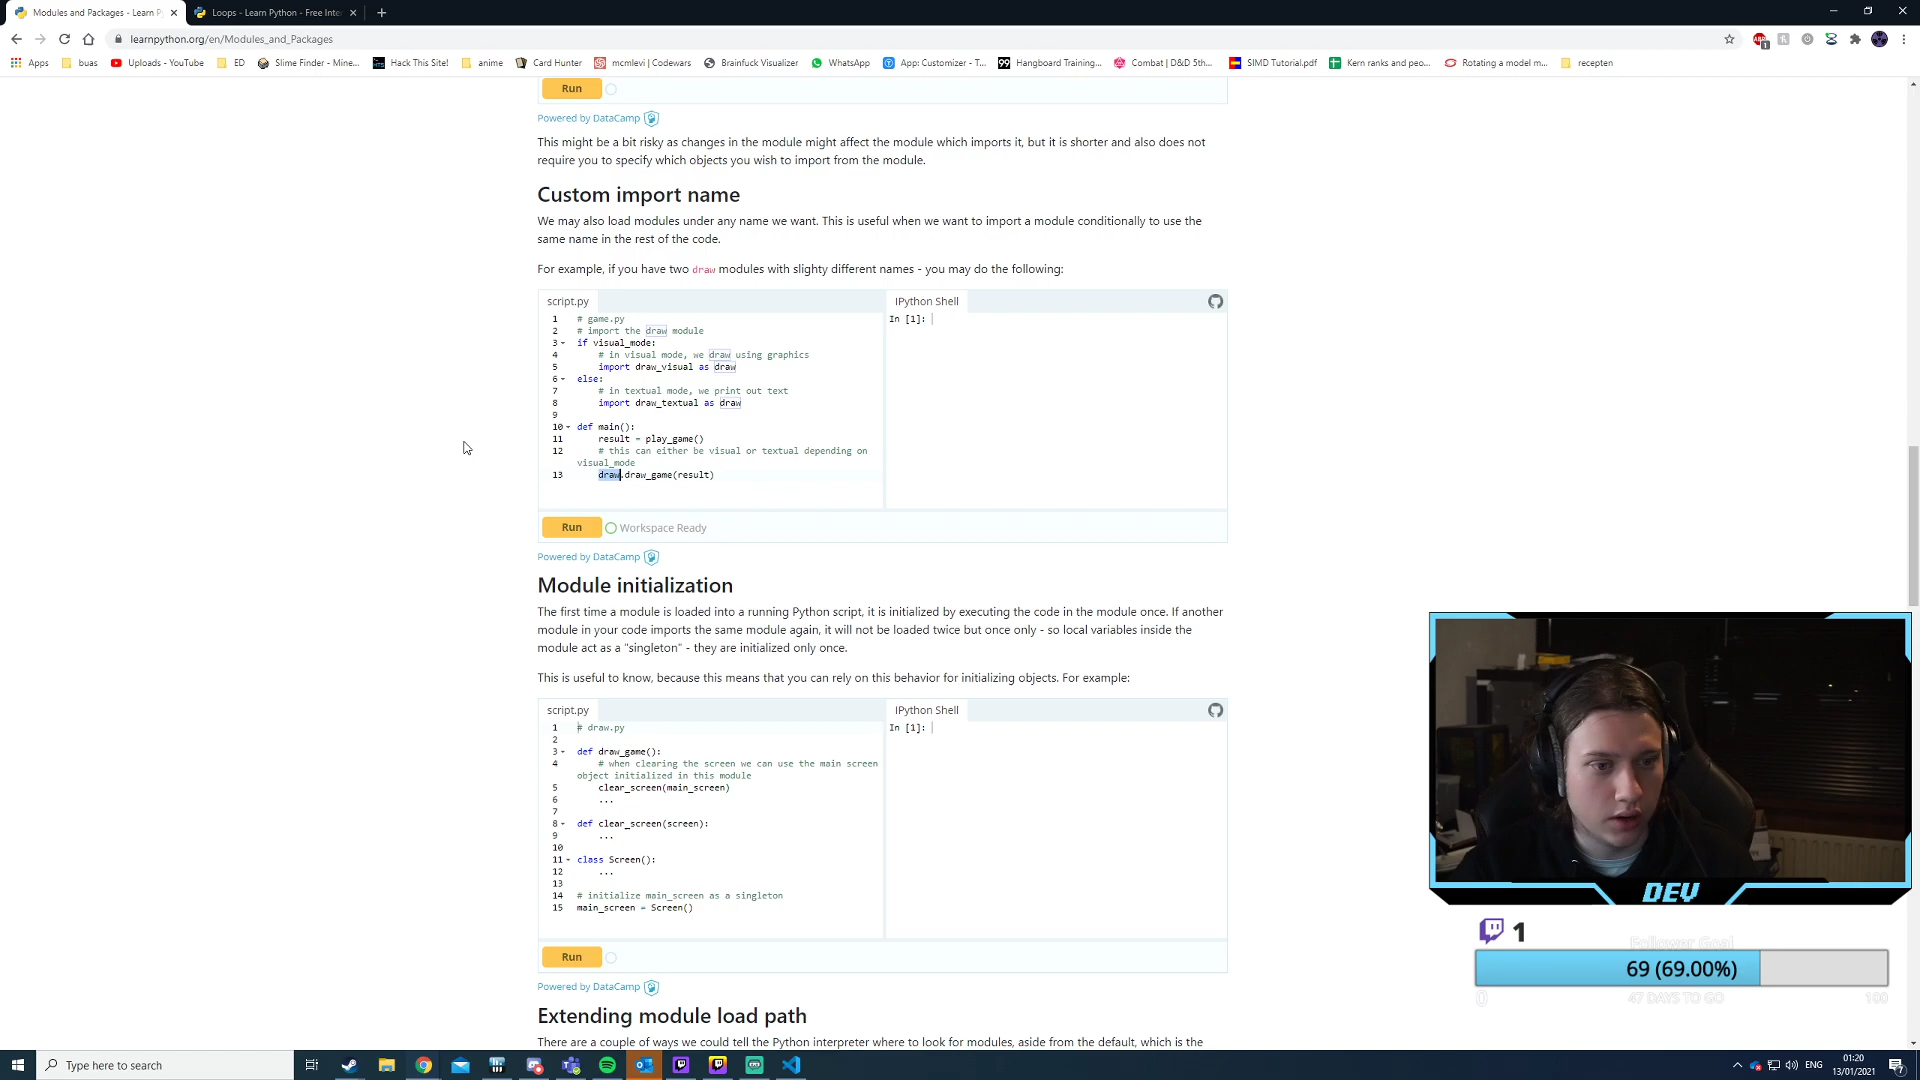 Modules and Packages - Learn P
Loops - Learn Python - Free Inte
learnpython.org/en/Modules_and_Packages
Apps
buas
Uploads - YouTube
ED
Slime Finder - Mine...
Hack This Site!
anime
Card Hunter
mcmlevi | Codewars
Brainfuck Visualizer
WhatsApp
App: Customizer - T...
Hangboard Training...
Combat | D&D 5th...
SIMD Tutorial.pdf
Kern ranks and peo...
Rotating a model m...
recepten
Run
Powered by DataCamp
This might be a bit risky as changes in the module might affect the module which imports it, but it is shorter and also does not
require you to specify which objects you wish to import from the module.
Custom import name
We may also load modules under any name we want. This is useful when we want to import a module conditionally to use the
same name in the rest of the code.
For example, if you have two draw modules with slighty different names - you may do the following:
script.py
IPython Shell
1 # game.py
2 # import the draw module
3 if visual_mode:
4 # in visual mode, we draw using graphics
5 import draw_visual as draw
6 else:
7 # in textual mode, we print out text
8 import draw_textual as draw
9
10 def main():
11 result = play_game()
12 # this can either be visual or textual depending on
visual_mode
13 draw.draw_game(result)
In [1]:
Run
Workspace Ready
Powered by DataCamp
Module initialization
The first time a module is loaded into a running Python script, it is initialized by executing the code in the module once. If another
module in your code imports the same module again, it will not be loaded twice but once only - so local variables inside the
module act as a "singleton" - they are initialized only once.
This is useful to know, because this means that you can rely on this behavior for initializing objects. For example:
script.py
IPython Shell
1 # draw.py
2
3 def draw_game():
4 # when clearing the screen we can use the main screen
object initialized in this module
5 clear_screen(main_screen)
6 ...
7
8 def clear_screen(screen):
9 ...
10
11 class Screen():
12 ...
13
14 # initialize main_screen as a singleton
15 main_screen = Screen()
In [1]:
Run
Powered by DataCamp
Extending module load path
There are a couple of ways we could tell the Python interpreter where to look for modules, aside from the default, which is the
DEV
1
Follower Goal
69 (69.00%)
0
47 DAYS TO GO
100
Type here to search
ENG
01:20
13/01/2021